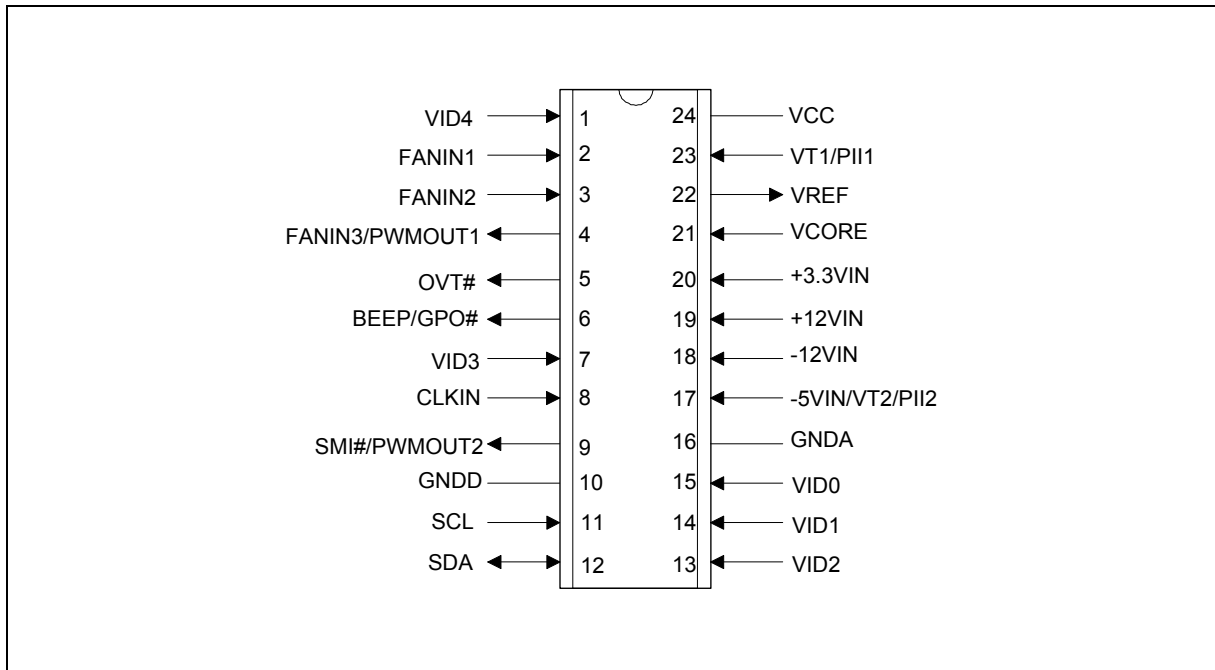 VID4 1 24 VCC
FANIN1 2 23 VT1/PII1
FANIN2 3 22 VREF
FANIN3/PWMOUT1 4 21 VCORE
OVT# 5 20 +3.3VIN
BEEP/GPO# 6 19 +12VIN
VID3 7 18 -12VIN
CLKIN 8 17 -5VIN/VT2/PII2
SMI#/PWMOUT2 9 16 GNDA
GNDD 10 15 VID0
SCL 11 14 VID1
SDA 12 13 VID2